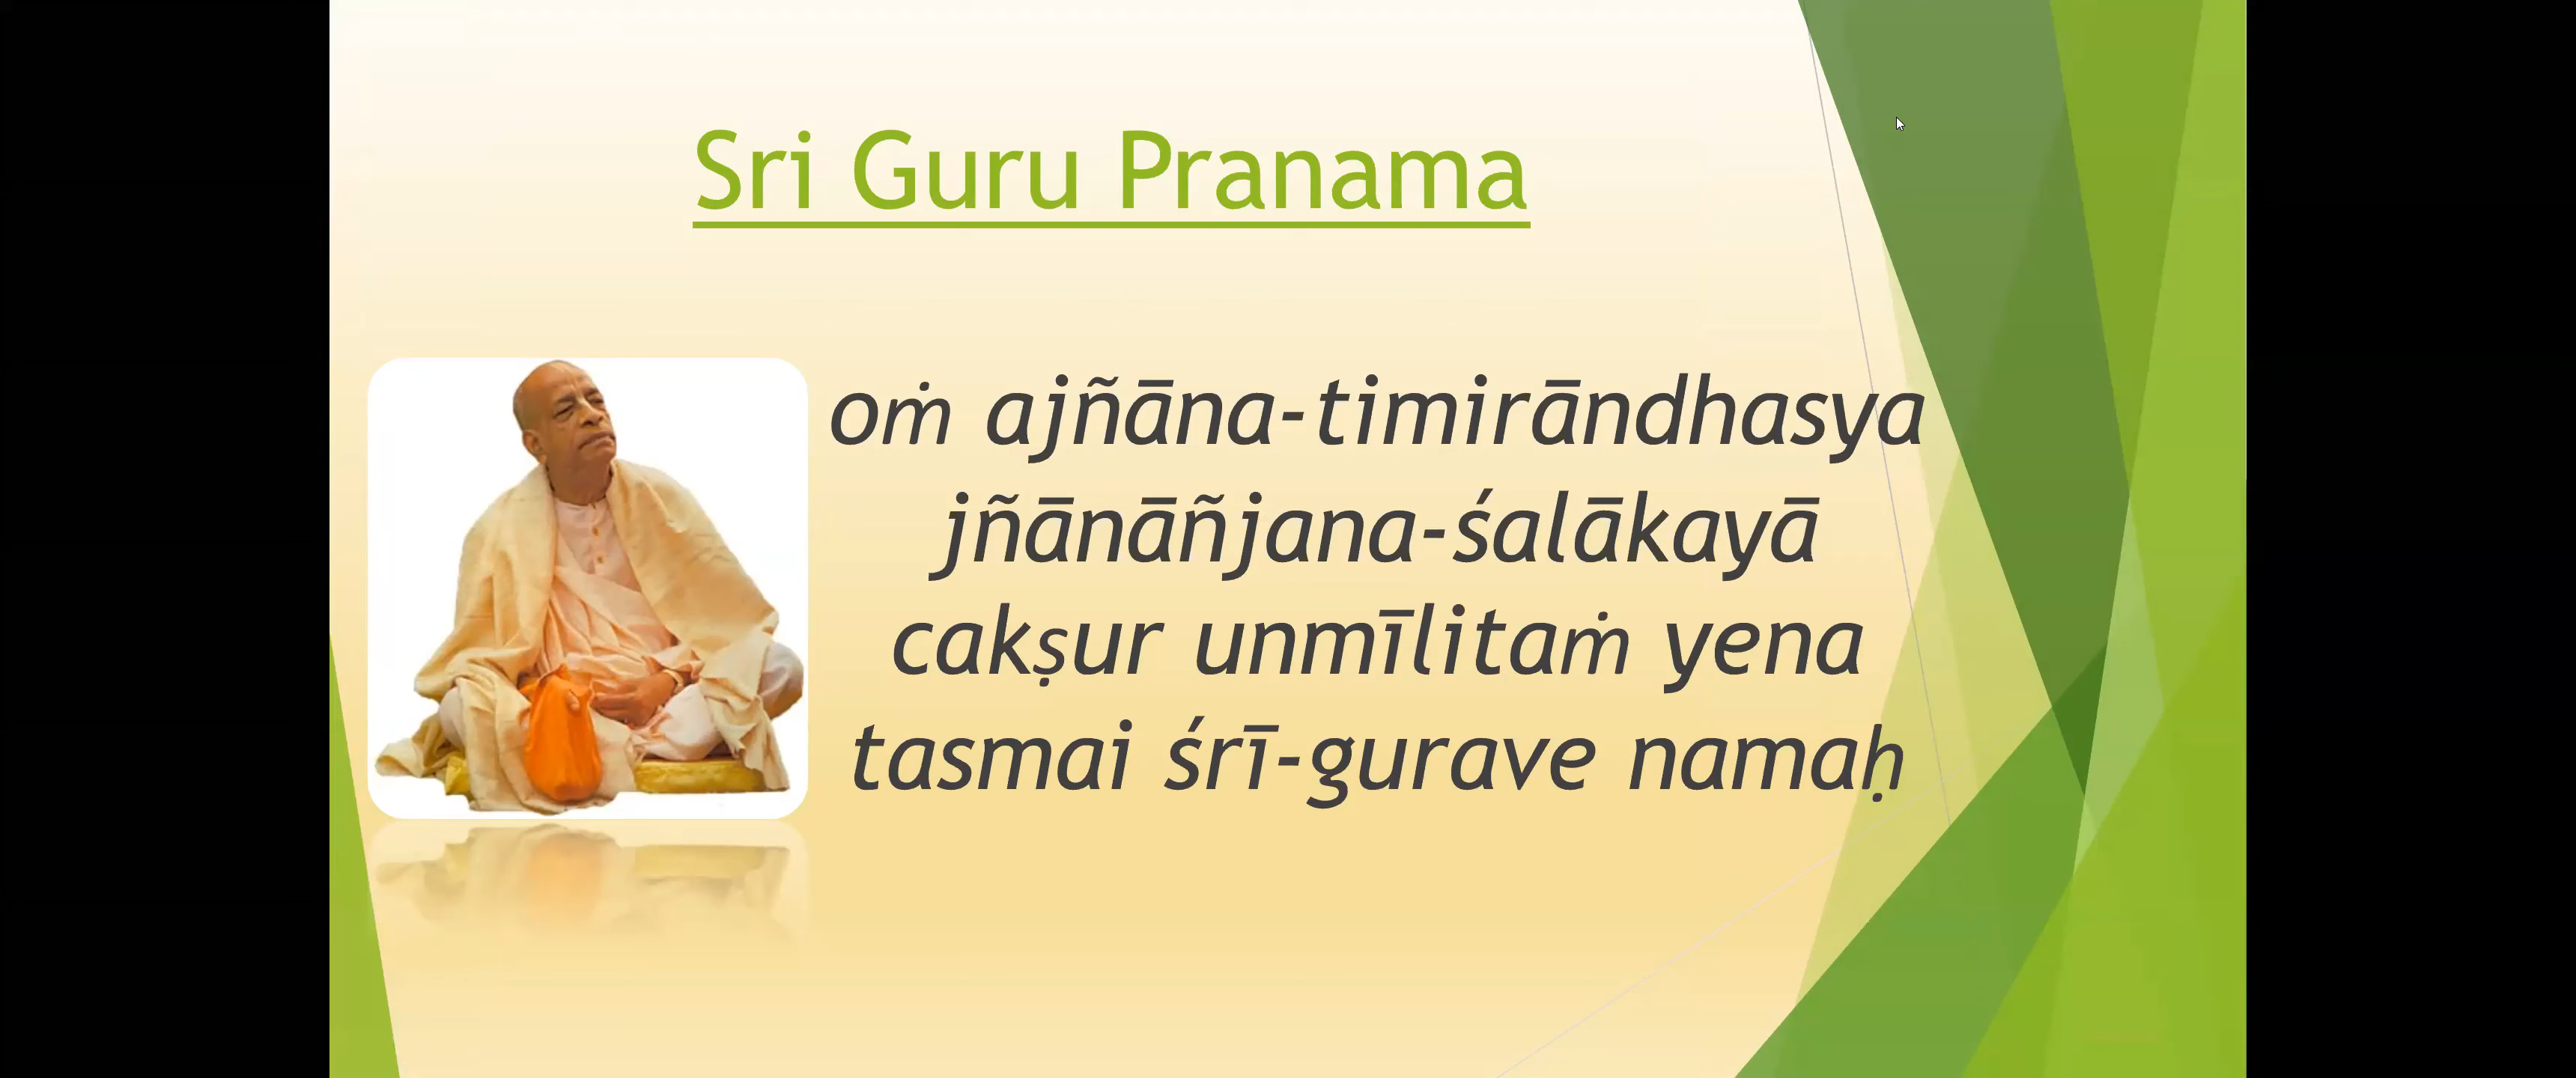 Sri Guru Pranama
oṁ ajñāna-timirāndhasya
jñānāñjana-śalākayā
cakṣur unmīlitaṁ yena
tasmai śrī-gurave namaḥ